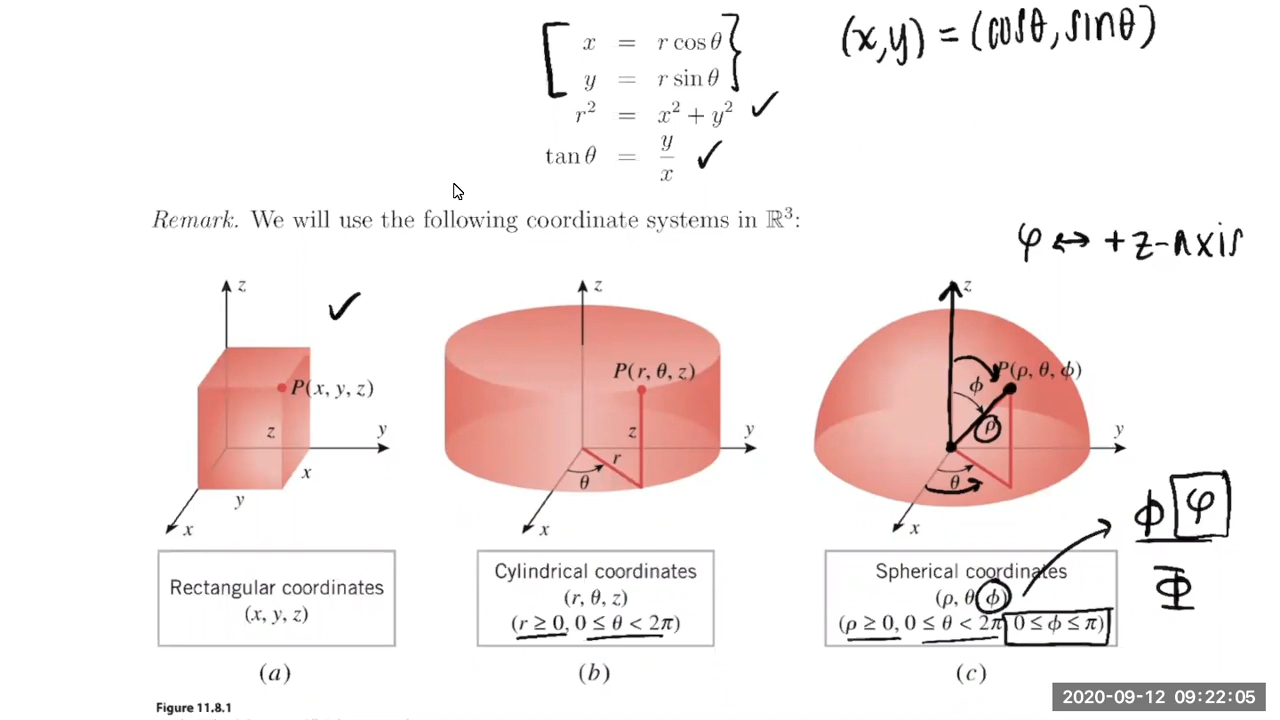 x = r cos θ
y = r sin θ
r² = x² + y²
tan θ = y/x
(x,y) = (cosθ, sinθ)
Remark. We will use the following coordinate systems in ℝ³:
φ ↔ +z-axis
z
P(x, y, z)
z
y
x
y
x
Rectangular coordinates
(x, y, z)
(a)
z
P(r, θ, z)
z
y
r
θ
x
Cylindrical coordinates
(r, θ, z)
(r ≥ 0, 0 ≤ θ < 2π)
(b)
z
P(ρ, θ, ϕ)
ϕ
ρ
y
θ
x
Spherical coordinates
(ρ, θ, ϕ)
(ρ ≥ 0, 0 ≤ θ < 2π, 0 ≤ ϕ ≤ π)
(c)
ϕ φ
Φ
Figure 11.8.1
2020-09-12 09:22:05